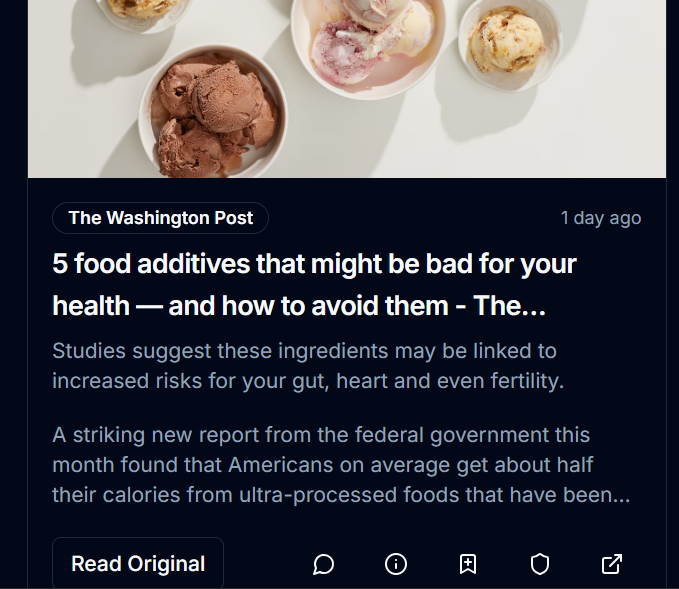 The Washington Post
1 day ago
5 food additives that might be bad for your
health — and how to avoid them - The...
Studies suggest these ingredients may be linked to
increased risks for your gut, heart and even fertility.
A striking new report from the federal government this
month found that Americans on average get about half
their calories from ultra-processed foods that have been...
Read Original